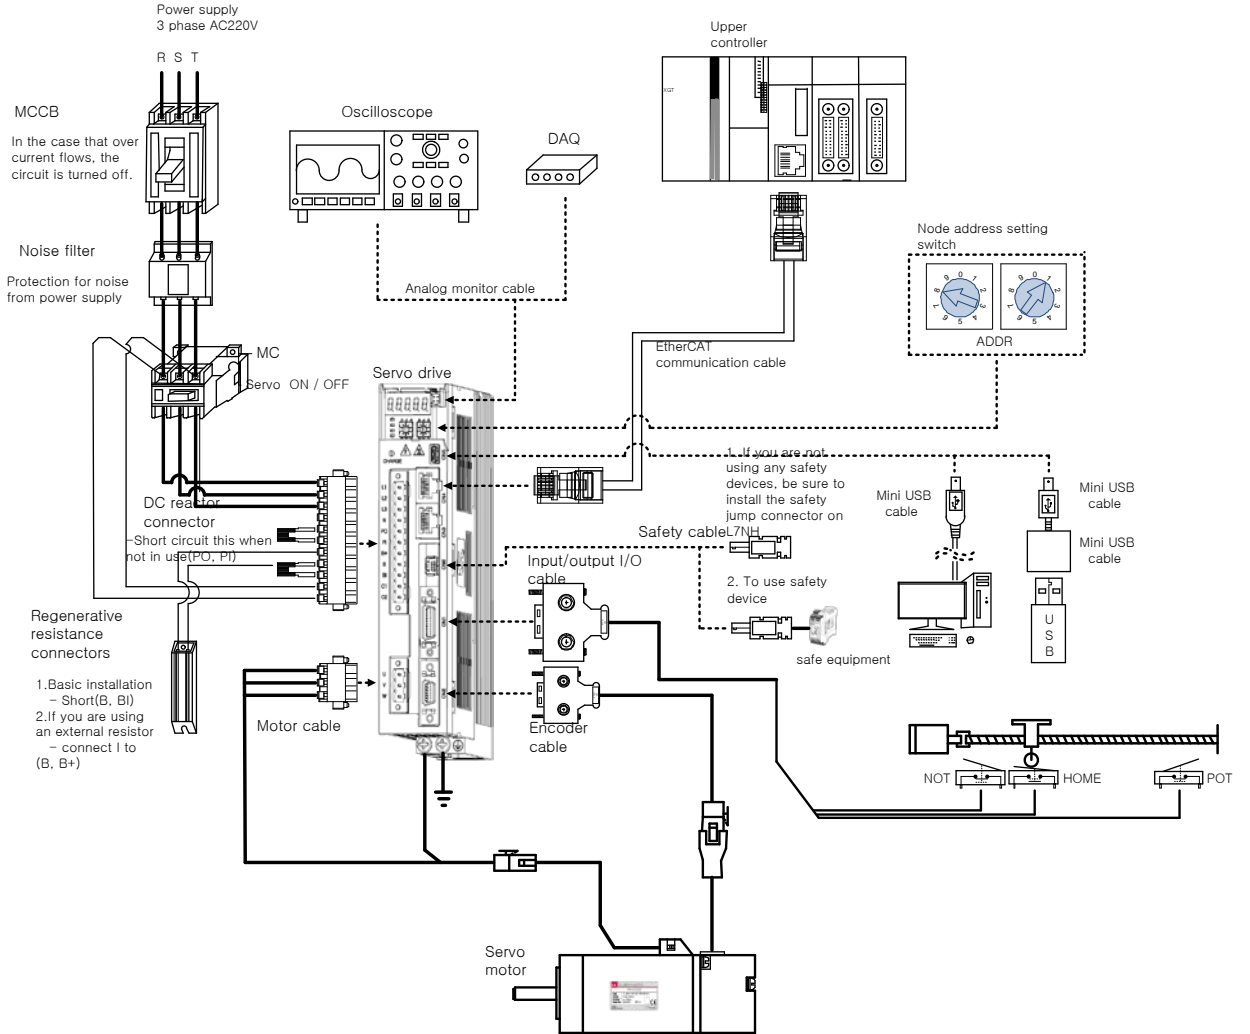 Power supply
3 phase AC220V
R S T
MCCB
In the case that over
current flows, the
circuit is turned off.
Noise filter
Protection for noise
from power supply
MC
Servo ON / OFF
Oscilloscope
DAQ
Analog monitor cable
Upper
controller
XGT
EtherCAT
communication cable
Node address setting
switch
ADDR
Servo drive
CHARGE
DC reactor
connector
-Short circuit this when
not in use(PO, PI)
Regenerative
resistance
connectors
1.Basic installation
- Short(B, BI)
2.If you are using
an external resistor
- connect I to
(B, B+)
Motor cable
Input/output I/O
cable
Encoder
cable
Safety cable
1. If you are not
using any safety
devices, be sure to
install the safety
jump connector on
L7NH
2. To use safety
device
safe equipment
Mini USB
cable
Mini USB
cable
Mini USB
cable
U
S
B
NOT
HOME
POT
Servo
motor